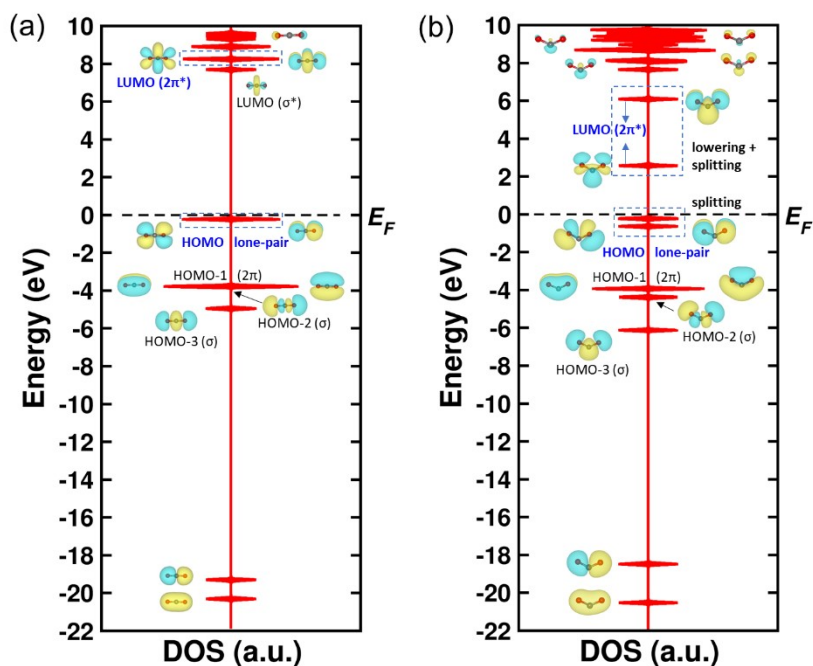 (a)
10
8
6
4
2
0
-2
-4
-6
-8
-10
-12
-14
-16
-18
-20
-22
Energy (eV)
DOS (a.u.)
LUMO (2π*)
LUMO (σ*)
E_F
HOMO lone-pair
HOMO-1 (2π)
HOMO-2 (σ)
HOMO-3 (σ)
(b)
10
8
6
4
2
0
-2
-4
-6
-8
-10
-12
-14
-16
-18
-20
-22
Energy (eV)
DOS (a.u.)
LUMO (2π*)
lowering +
splitting
splitting
E_F
HOMO lone-pair
HOMO-1 (2π)
HOMO-2 (σ)
HOMO-3 (σ)